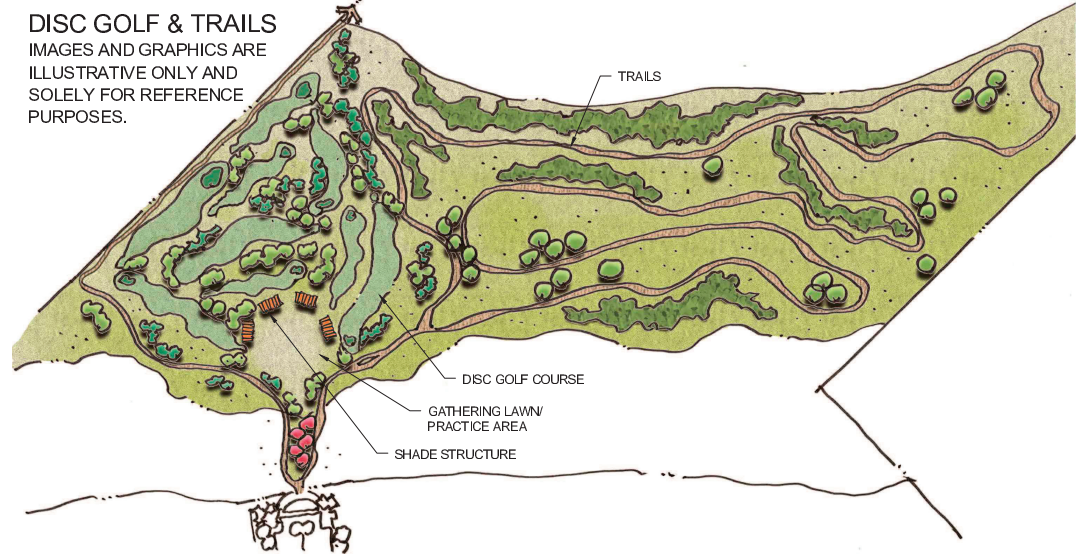 DISC GOLF & TRAILS
IMAGES AND GRAPHICS ARE
ILLUSTRATIVE ONLY AND
SOLELY FOR REFERENCE
PURPOSES.
TRAILS
DISC GOLF COURSE
GATHERING LAWN/
PRACTICE AREA
SHADE STRUCTURE